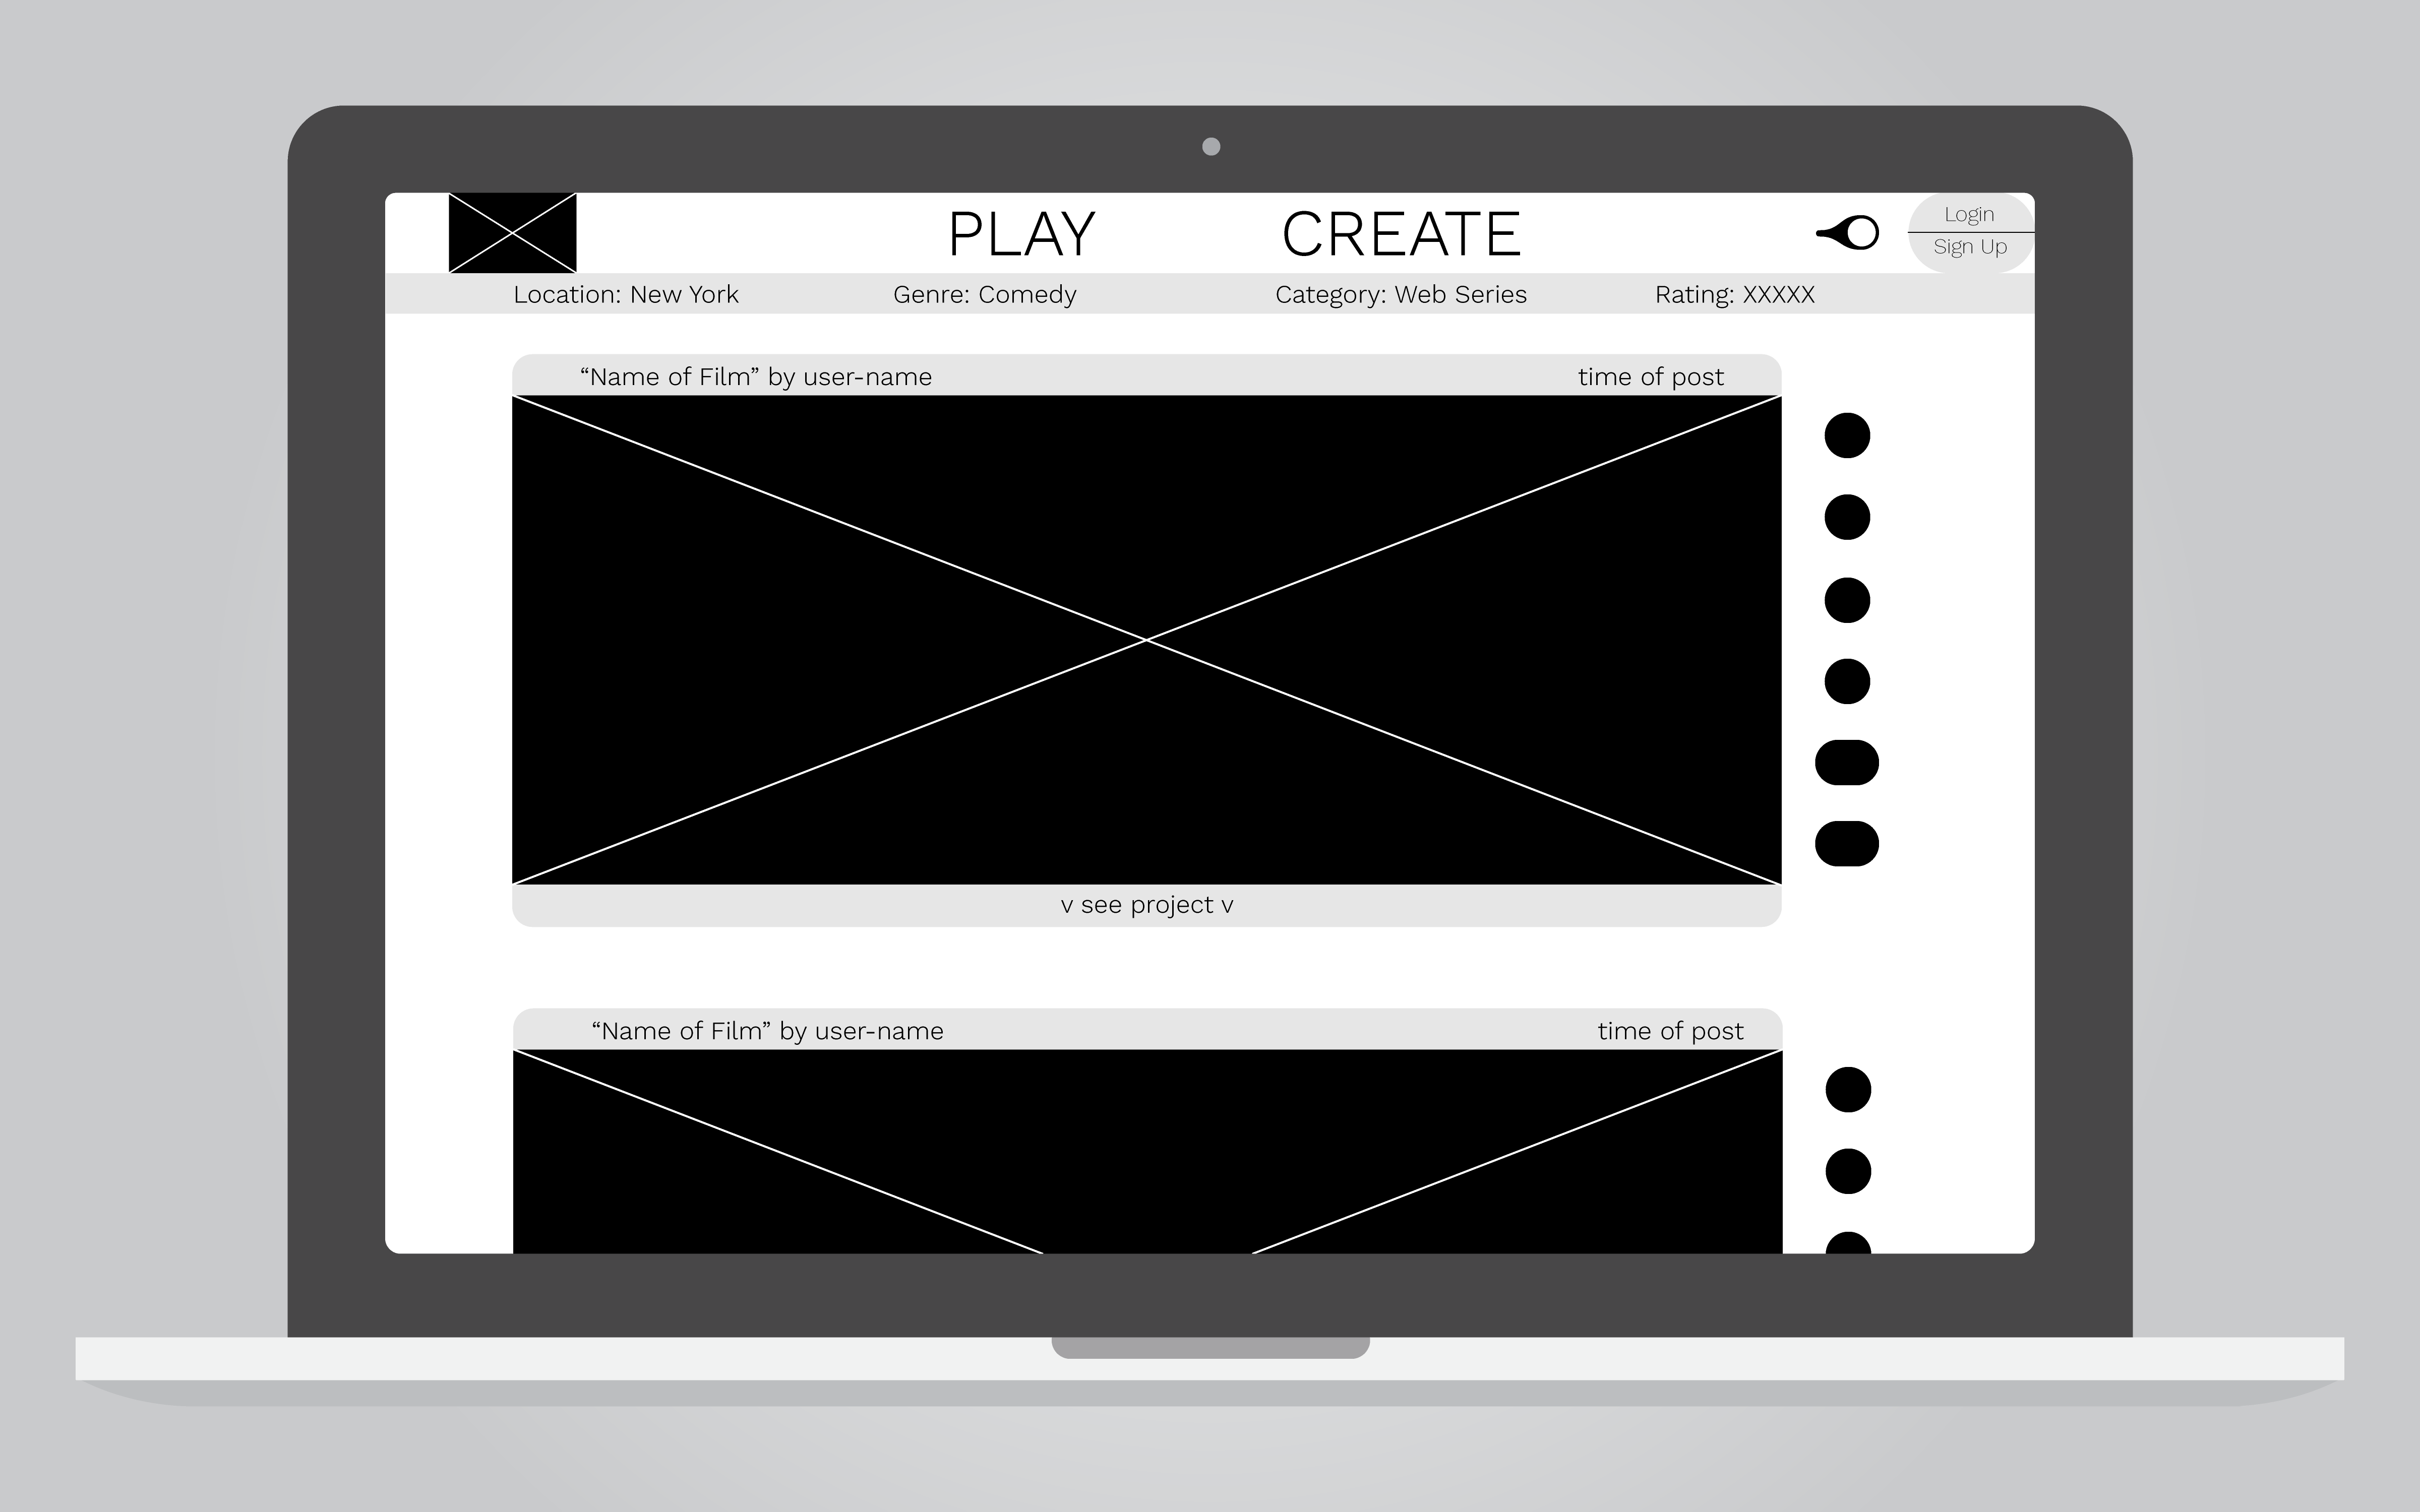 PLAY CREATE
Login
Sign Up
Location: New York Genre: Comedy Category: Web Series Rating: XXXXX
“Name of Film” by user-name time of post
v see project v
“Name of Film” by user-name time of post